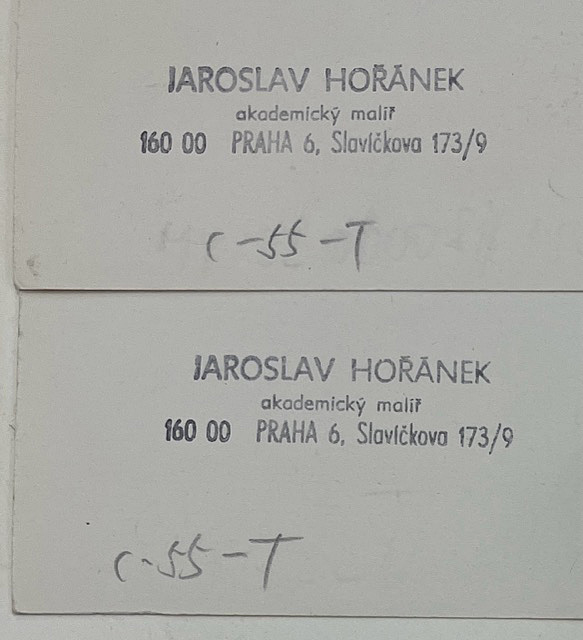 JAROSLAV HOŘÁNEK
akademický malíř
160 00 PRAHA 6, Slavíčkova 173/9
C-55-T
JAROSLAV HOŘÁNEK
akademický malíř
160 00 PRAHA 6, Slavíčkova 173/9
C-55-T